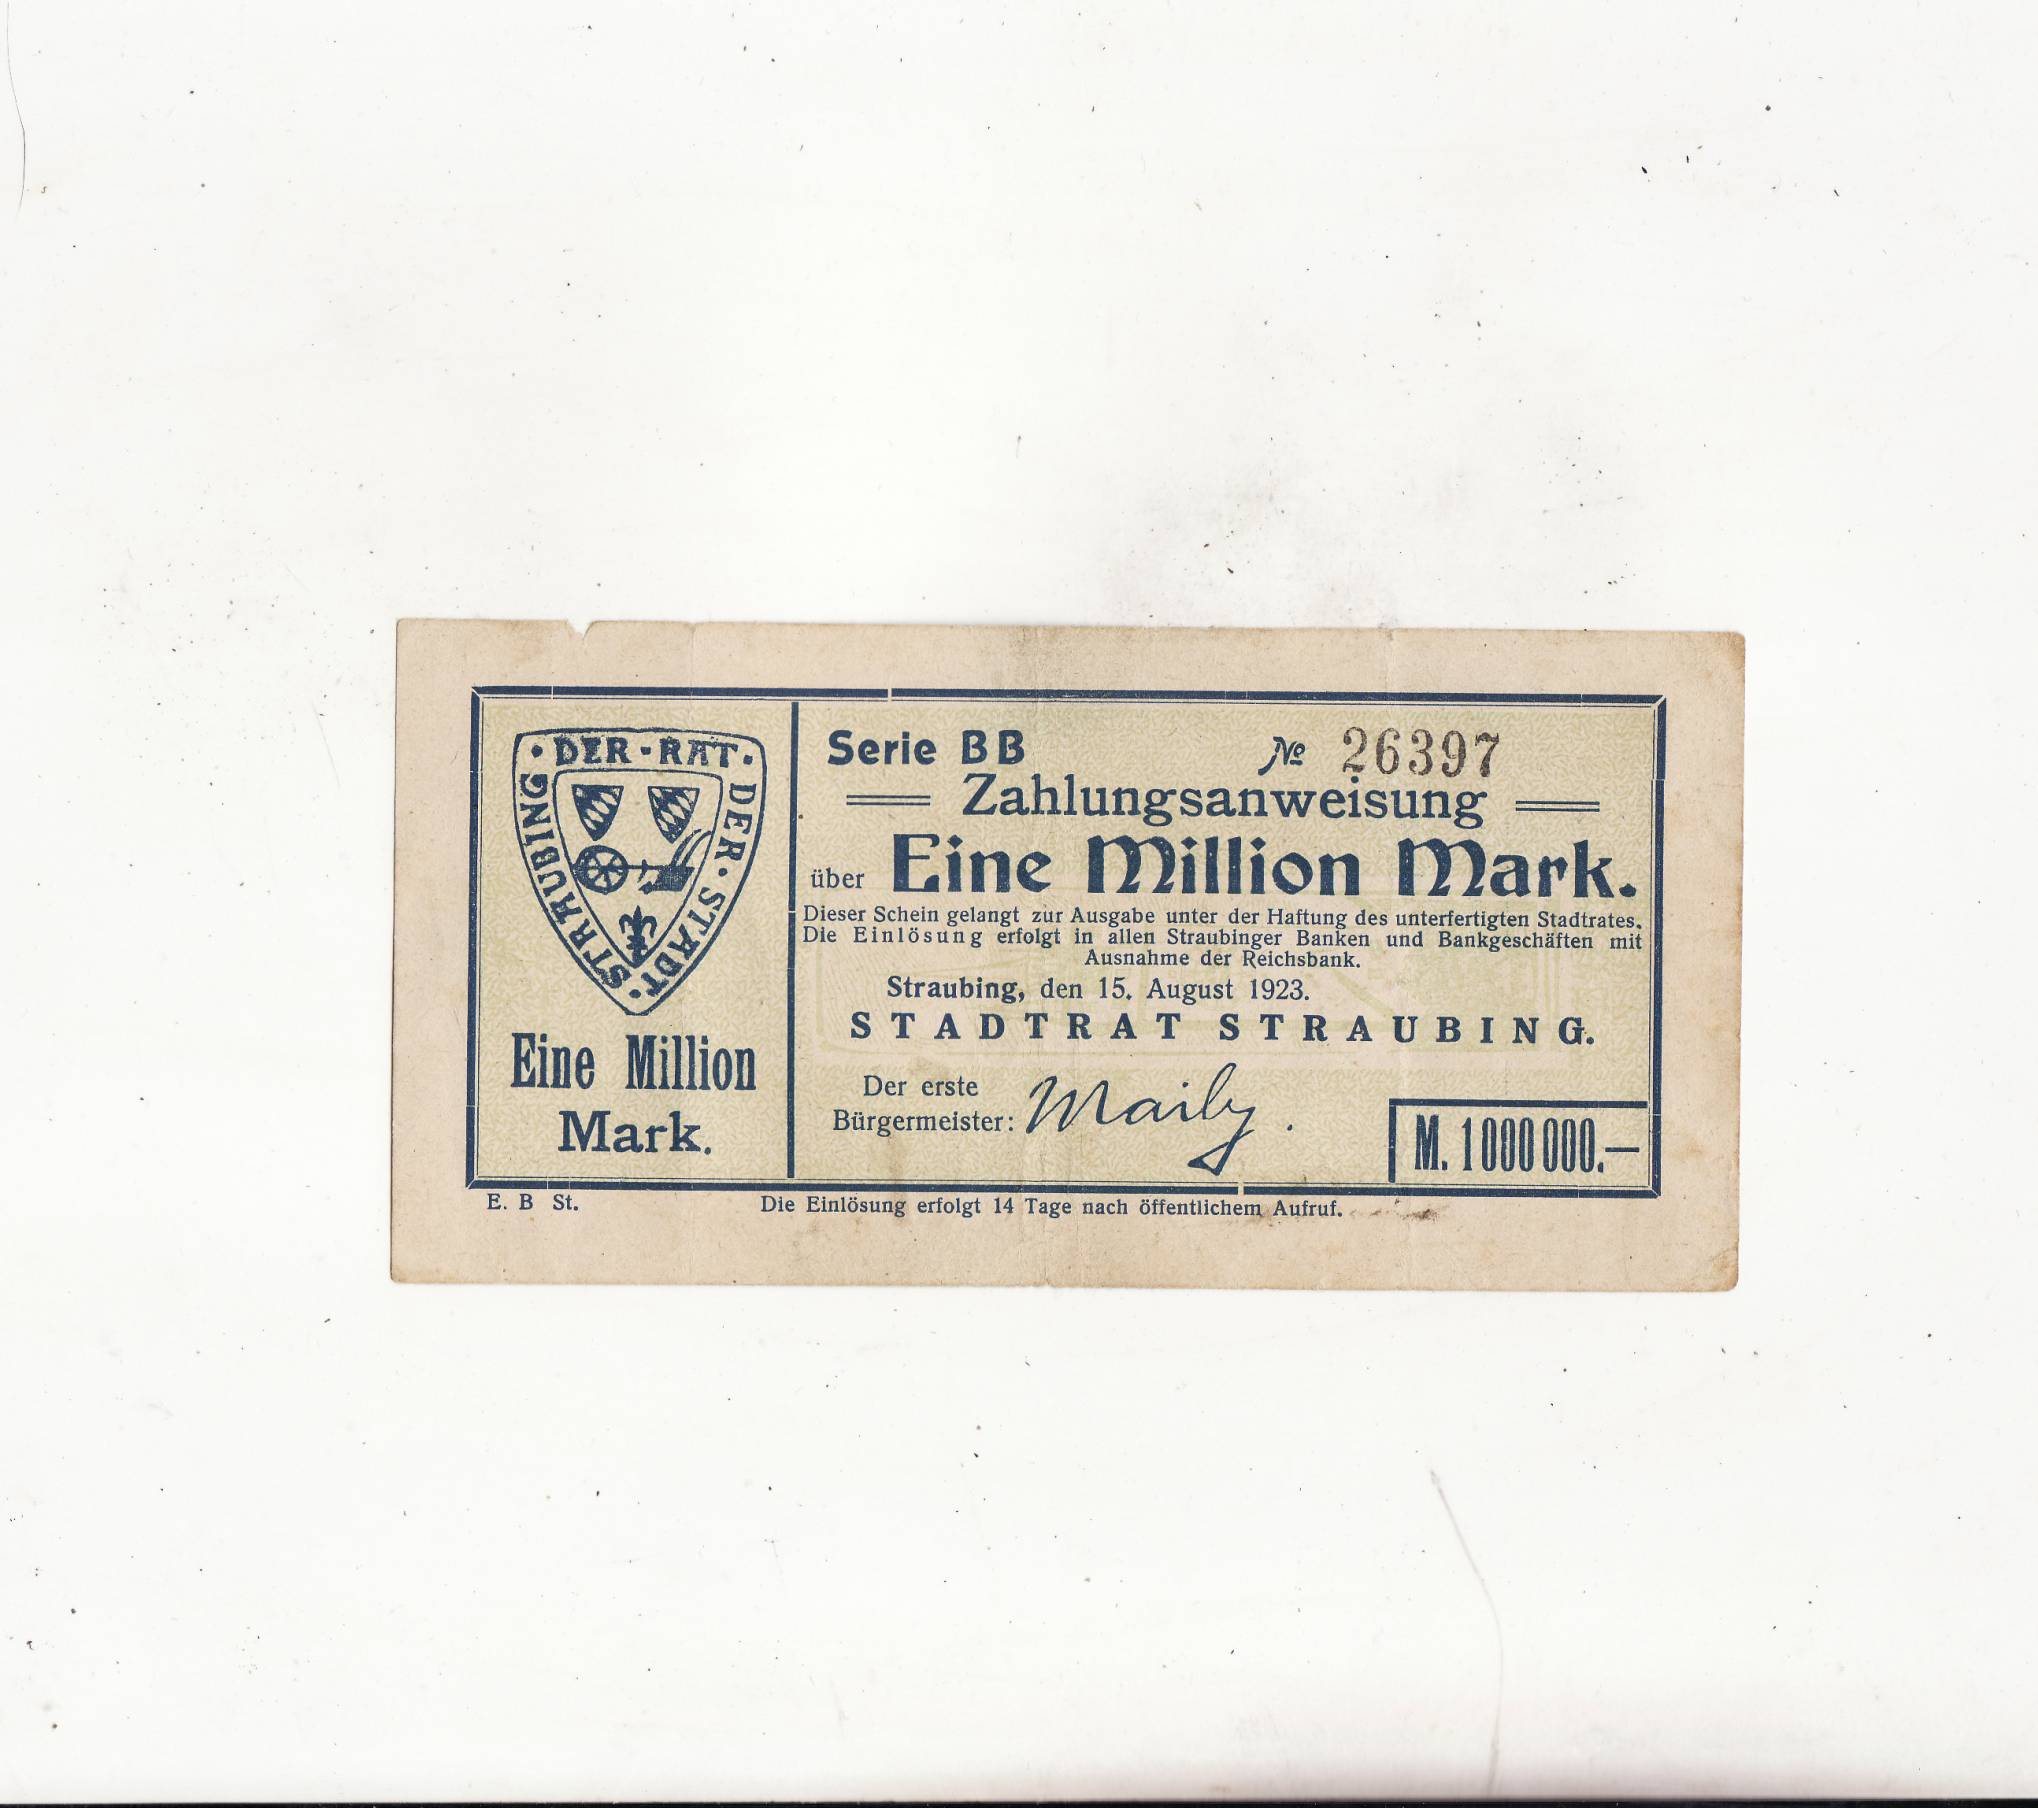 · DER · RAT · DER · STADT · STRAUBING
Eine Million
Mark.
Serie BB № 26397
Zahlungsanweisung
über Eine Million Mark.
Dieser Schein gelangt zur Ausgabe unter der Haftung des unterfertigten Stadtrates.
Die Einlösung erfolgt in allen Straubinger Banken und Bankgeschäften mit
Ausnahme der Reichsbank.
Straubing, den 15. August 1923.
STADTRAT STRAUBING.
Der erste
Bürgermeister:
M. 1000000.—
E. B St. Die Einlösung erfolgt 14 Tage nach öffentlichem Aufruf.